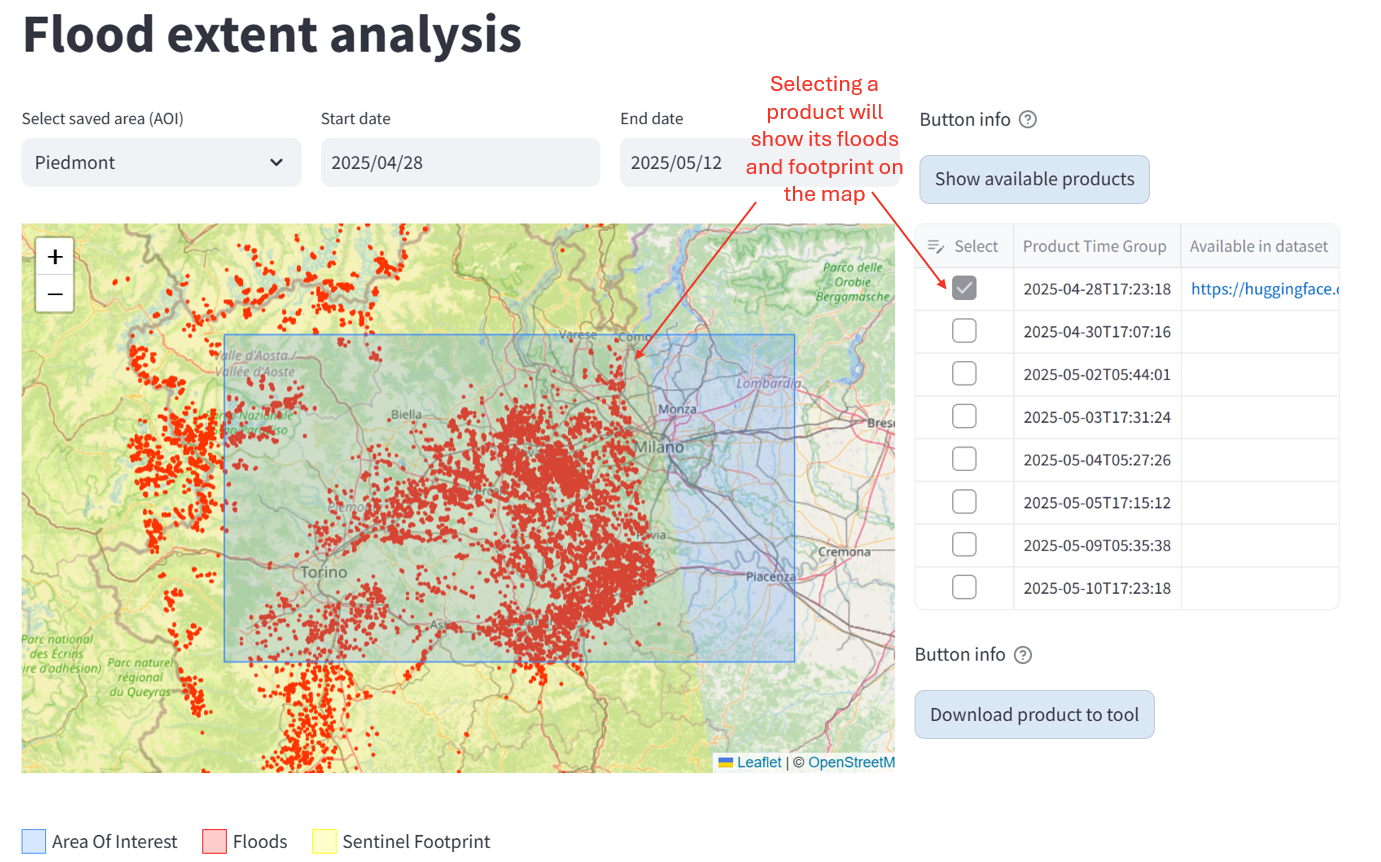 Flood extent analysis
Selecting a
product will
show its floods
and footprint on
the map
Select saved area (AOI)
Start date
End date
Button info
Piedmont
2025/04/28
2025/05/12
Show available products
+
−
Select
Product Time Group
Available in dataset
2025-04-28T17:23:18
https://huggingface.c
2025-04-30T17:07:16
2025-05-02T05:44:01
2025-05-03T17:31:24
2025-05-04T05:27:26
2025-05-05T17:15:12
2025-05-09T05:35:38
2025-05-10T17:23:18
Parco delle
Orobie
Bergamasche
Varese
Como
Valle d'Aosta /
Vallée d'Aoste
Lombardia
Biella
Monza
Bresc
Milano
Pavia
Cremona
Torino
Piacenza
Asti
Parc national
des Écrins
ire d'adhésion)
Parc naturel
régional
du Queyras
Leaflet | © OpenStreetM
Button info
Download product to tool
Area Of Interest
Floods
Sentinel Footprint